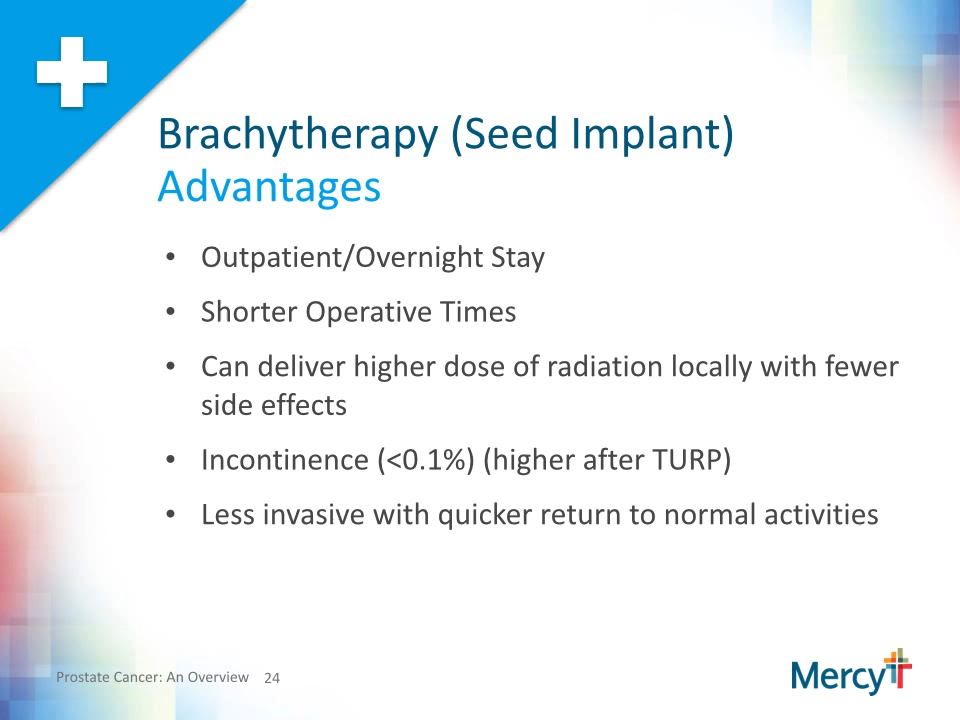 Brachytherapy (Seed Implant)
Advantages
• Outpatient/Overnight Stay
• Shorter Operative Times
• Can deliver higher dose of radiation locally with fewer
side effects
• Incontinence (<0.1%) (higher after TURP)
• Less invasive with quicker return to normal activities
Prostate Cancer: An Overview 24
Mercy